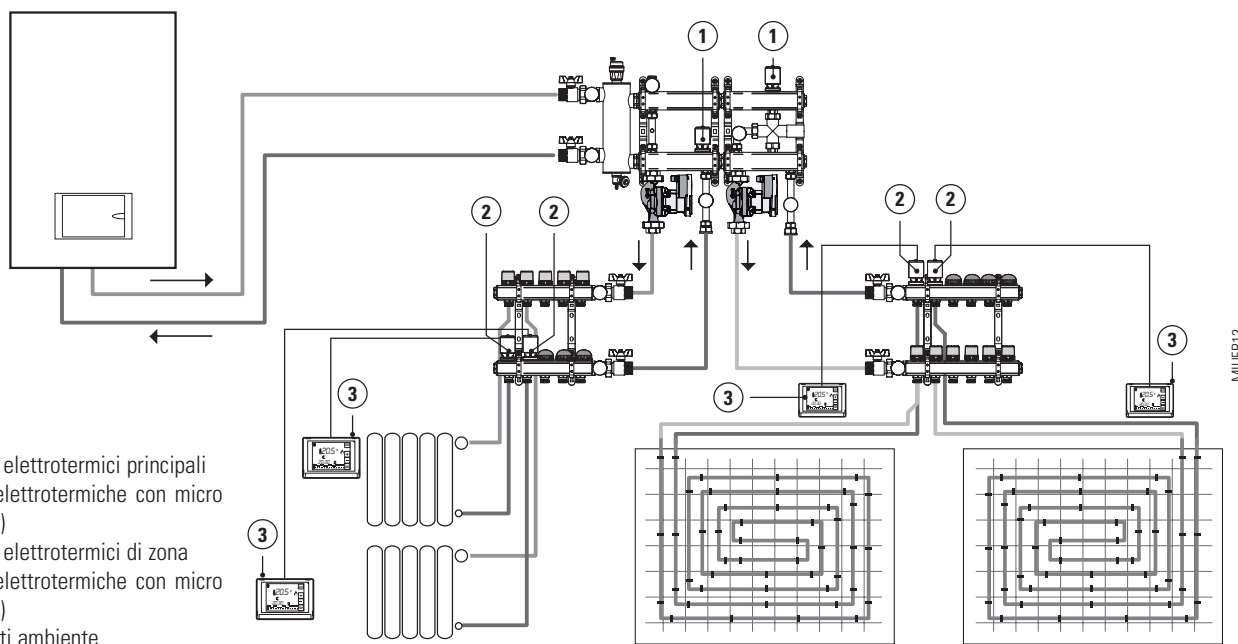 1
1
2
2
2
2
3
3
3
3
elettrotermici principali
elettrotermiche con micro
)
elettrotermici di zona
elettrotermiche con micro
)
ti ambiente